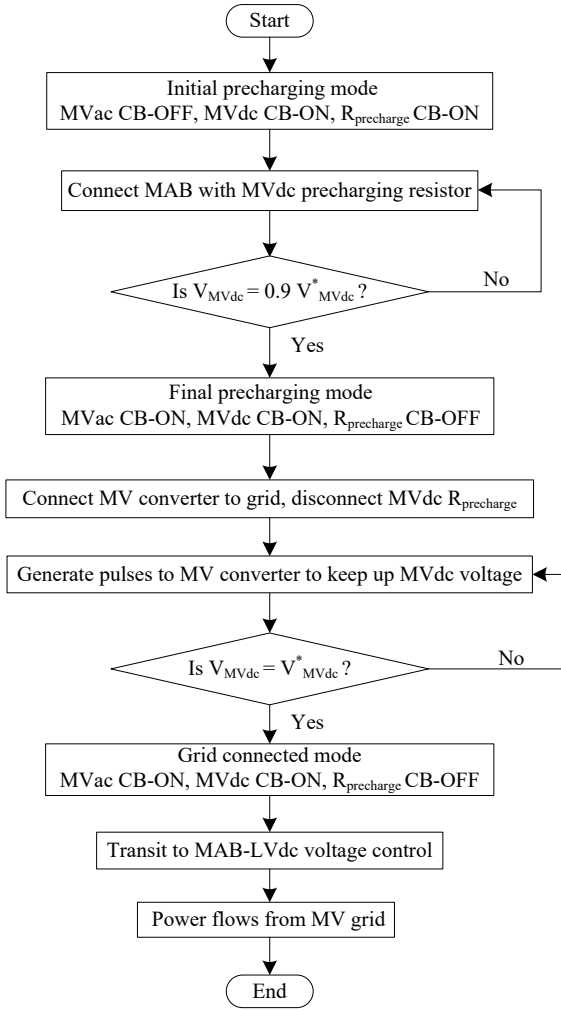 Start
Initial precharging mode
MVac CB-OFF, MVdc CB-ON, Rprecharge CB-ON
Connect MAB with MVdc precharging resistor
Is VMVdc = 0.9 V*MVdc ?
No
Yes
Final precharging mode
MVac CB-ON, MVdc CB-ON, Rprecharge CB-OFF
Connect MV converter to grid, disconnect MVdc Rprecharge
Generate pulses to MV converter to keep up MVdc voltage
Is VMVdc = V*MVdc ?
No
Yes
Grid connected mode
MVac CB-ON, MVdc CB-ON, Rprecharge CB-OFF
Transit to MAB-LVdc voltage control
Power flows from MV grid
End